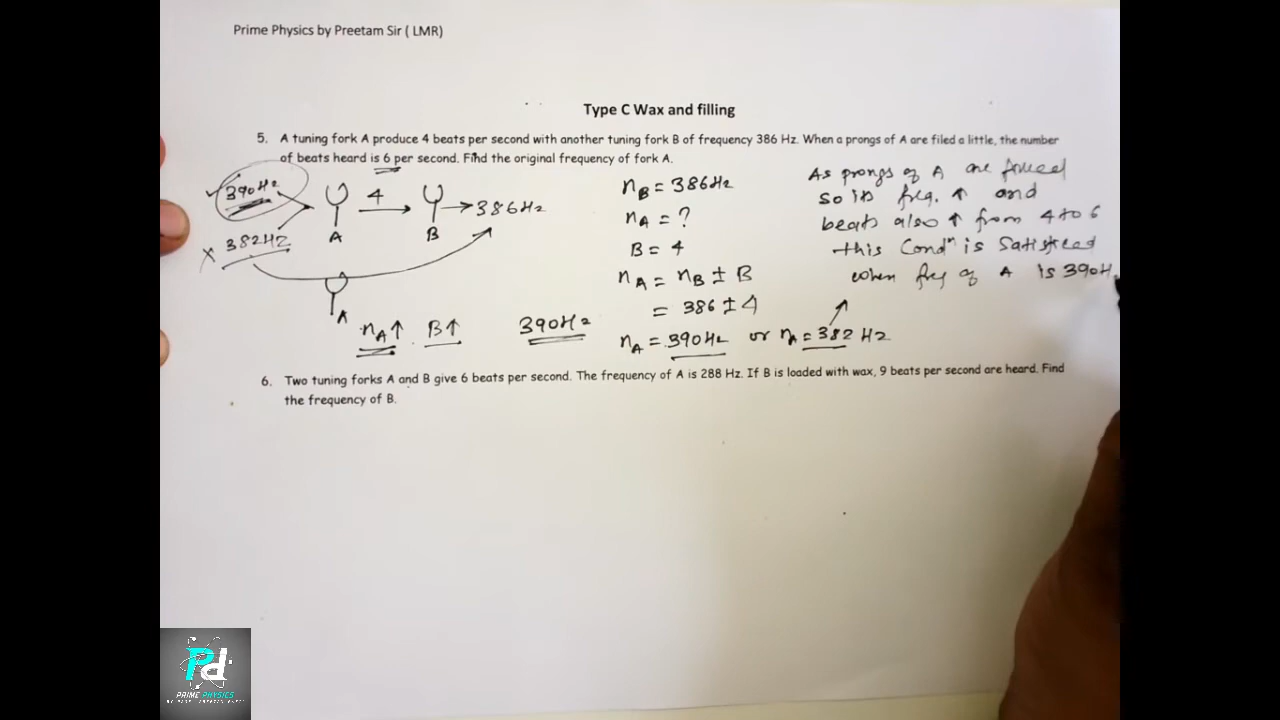 Prime Physics by Preetam Sir ( LMR)
Type C Wax and filling
5. A tuning fork A produce 4 beats per second with another tuning fork B of frequency 386 Hz. When a prongs of A are filed a little, the number
of beats heard is 6 per second. Find the original frequency of fork A.
390Hz
382HZ
A
4
B
386Hz
A
nA↑ B↑
390Hz
nB = 386Hz
nA = ?
B = 4
nA = nB ± B
= 386 ± 4
nA = 390Hz or nA = 382 Hz
As prongs of A are
so its freq. ↑ and
beats also ↑ from 4 to 6
this Condn is Satisfied
when freq of A is 390H
6. Two tuning forks A and B give 6 beats per second. The frequency of A is 288 Hz. If B is loaded with wax, 9 beats per second are heard. Find
the frequency of B.
Pd
PRIME PHYSICS